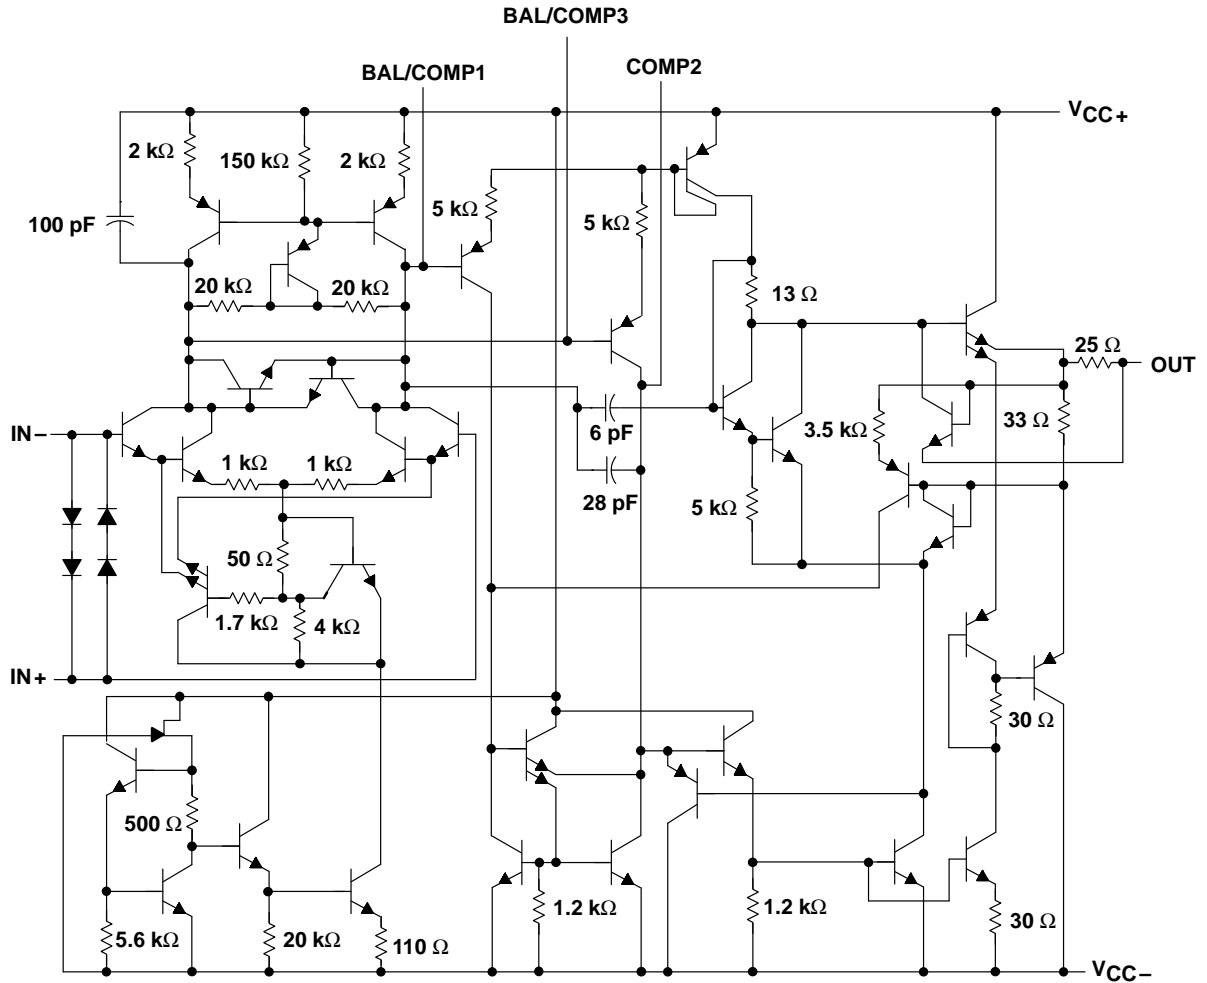 BAL/COMP3
COMP2
BAL/COMP1
VCC+
2 kΩ
150 kΩ
2 kΩ
5 kΩ
5 kΩ
100 pF
20 kΩ
20 kΩ
13 Ω
25 Ω
OUT
IN−
6 pF
3.5 kΩ
33 Ω
1 kΩ
1 kΩ
28 pF
5 kΩ
50 Ω
1.7 kΩ
4 kΩ
IN+
30 Ω
500 Ω
5.6 kΩ
20 kΩ
110 Ω
1.2 kΩ
1.2 kΩ
30 Ω
VCC−